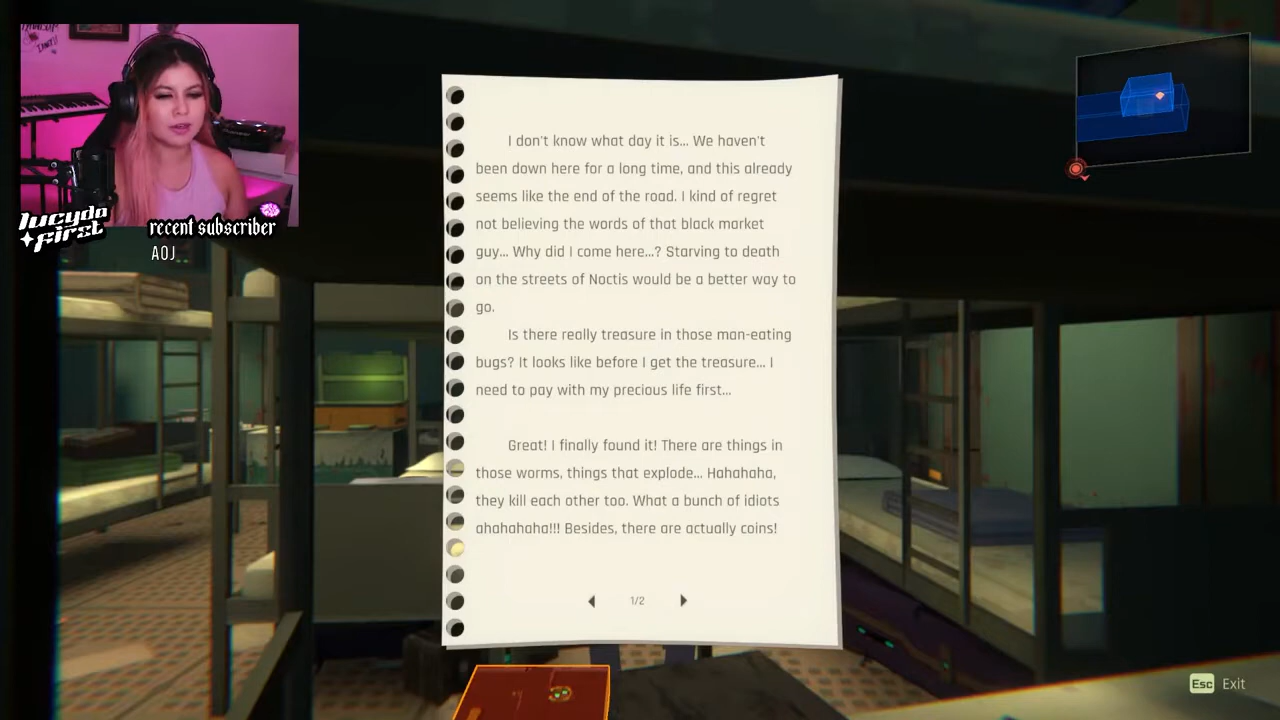 lucyda
first
recent subscriber
AOJ
I don't know what day it is... We haven't
been down here for a long time, and this already
seems like the end of the road. I kind of regret
not believing the words of that black market
guy... Why did I come here...? Starving to death
on the streets of Noctis would be a better way to
go.
Is there really treasure in those man-eating
bugs? It looks like before I get the treasure... I
need to pay with my precious life first...
Great! I finally found it! There are things in
those worms, things that explode... Hahahaha,
they kill each other too. What a bunch of idiots
ahahahaha!!! Besides, there are actually coins!
1/2
Esc Exit